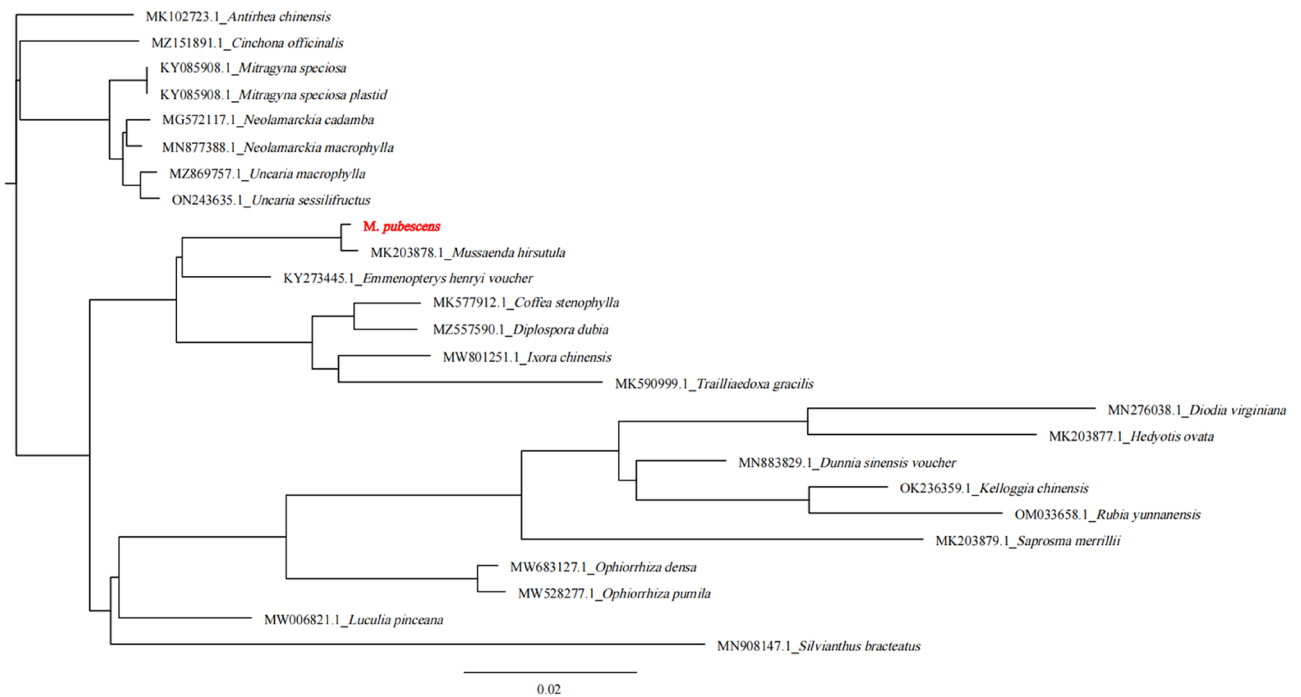 MK102723.1_Antirhea chinensis
MZ151891.1_Cinchona officinalis
KY085908.1_Mitragyna speciosa
KY085908.1_Mitragyna speciosa plastid
MG572117.1_Neolamarckia cadamba
MN877388.1_Neolamarckia macrophylla
MZ869757.1_Uncaria macrophylla
ON243635.1_Uncaria sessilifructus
M. pubescens
MK203878.1_Mussaenda hirsutula
KY273445.1_Emmenopterys henryi voucher
MK577912.1_Coffea stenophylla
MZ557590.1_Diplospora dubia
MW801251.1_Ixora chinensis
MK590999.1_Trailliaedoxa gracilis
MN276038.1_Diodia virginiana
MK203877.1_Hedyotis ovata
MN883829.1_Dunnia sinensis voucher
OK236359.1_Kelloggia chinensis
OM033658.1_Rubia yunnanensis
MK203879.1_Saprosma merrillii
MW683127.1_Ophiorrhiza densa
MW528277.1_Ophiorrhiza pumila
MW006821.1_Luculia pinceana
MN908147.1_Silvianthus bracteatus
0.02